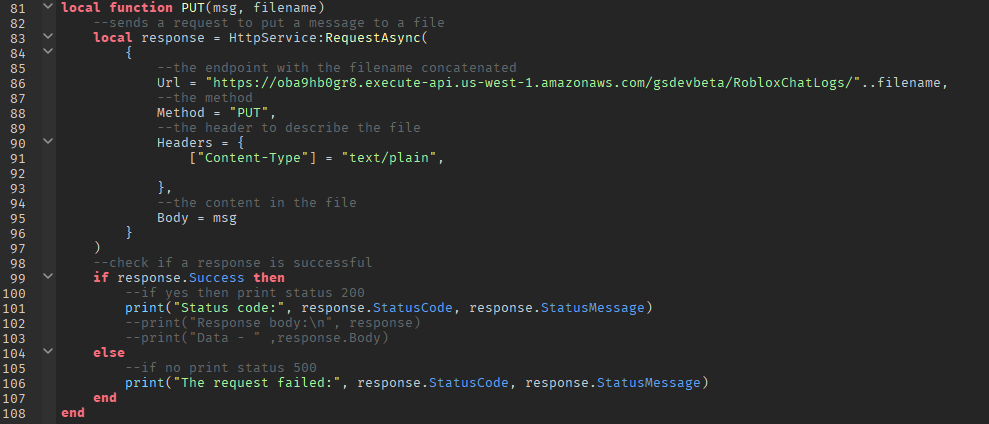 81 local function PUT(msg, filename)
82 --sends a request to put a message to a file
83 local response = HttpService:RequestAsync(
84 {
85 --the endpoint with the filename concatenated
86 Url = "https://oba9hb0gr8.execute-api.us-west-1.amazonaws.com/gsdevbeta/RobloxChatLogs/"..filename,
87 --the method
88 Method = "PUT",
89 --the header to describe the file
90 Headers = {
91 ["Content-Type"] = "text/plain",
92
93 },
94 --the content in the file
95 Body = msg
96 }
97 )
98 --check if a response is successful
99 if response.Success then
100 --if yes then print status 200
101 print("Status code:", response.StatusCode, response.StatusMessage)
102 --print("Response body:\n", response)
103 --print("Data - " ,response.Body)
104 else
105 --if no print status 500
106 print("The request failed:", response.StatusCode, response.StatusMessage)
107 end
108 end